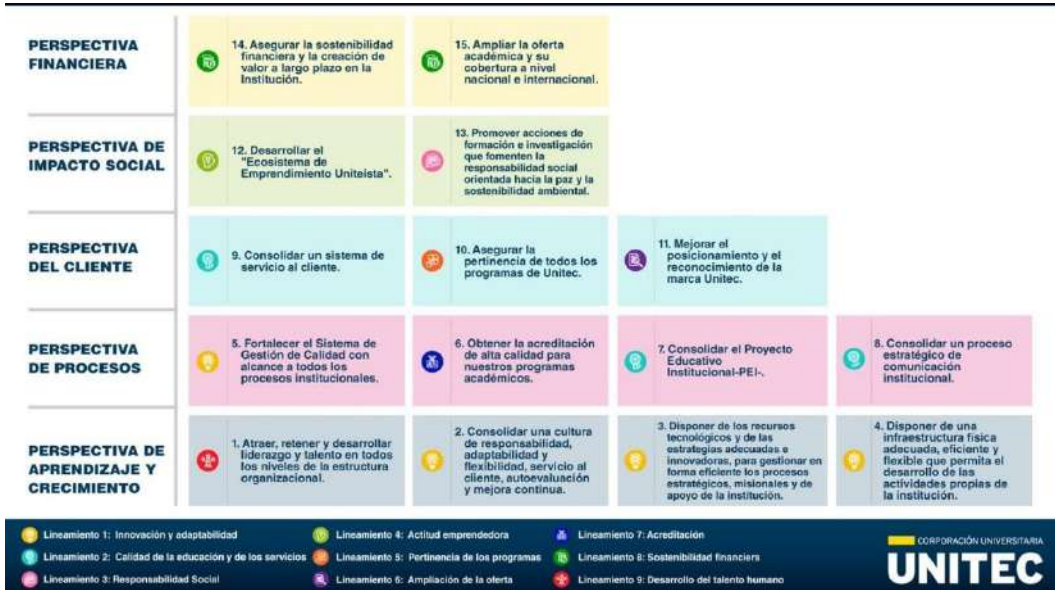 PERSPECTIVA
FINANCIERA
14. Asegurar la sostenibilidad
financiera y la creación de
valor a largo plazo en la
Institución.
15. Ampliar la oferta
académica y su
cobertura a nivel
nacional e internacional.
PERSPECTIVA DE
IMPACTO SOCIAL
12. Desarrollar el
"Ecosistema de
Emprendimiento Uniteísta".
13. Promover acciones de
formación e investigación
que fomenten la
responsabilidad social
orientada hacia la paz y la
sostenibilidad ambiental.
PERSPECTIVA
DEL CLIENTE
9. Consolidar un sistema de
servicio al cliente.
10. Asegurar la
pertinencia de todos los
programas de Unitec.
11. Mejorar el
posicionamiento y el
reconocimiento de la
marca Unitec.
PERSPECTIVA
DE PROCESOS
5. Fortalecer el Sistema de
Gestión de Calidad con
alcance a todos los
procesos institucionales.
6. Obtener la acreditación
de alta calidad para
nuestros programas
académicos.
7. Consolidar el Proyecto
Educativo
Institucional-PEI-.
8. Consolidar un proceso
estratégico de
comunicación
institucional.
PERSPECTIVA DE
APRENDIZAJE Y
CRECIMIENTO
1. Atraer, retener y desarrollar
liderazgo y talento en todos
los niveles de la estructura
organizacional.
2. Consolidar una cultura
de responsabilidad,
adaptabilidad y
flexibilidad, servicio al
cliente, autoevaluación
y mejora continua.
3. Disponer de los recursos
tecnológicos y de las
estrategias adecuadas e
innovadoras, para gestionar en
forma eficiente los procesos
estratégicos, misionales y de
apoyo de la institución.
4. Disponer de una
infraestructura física
adecuada, eficiente y
flexible que permita el
desarrollo de las
actividades propias de
la institución.
Lineamiento 1: Innovación y adaptabilidad
Lineamiento 2: Calidad de la educación y de los servicios
Lineamiento 3: Responsabilidad Social
Lineamiento 4: Actitud emprendedora
Lineamiento 5: Pertinencia de los programas
Lineamiento 6: Ampliación de la oferta
Lineamiento 7: Acreditación
Lineamiento 8: Sostenibilidad financiers
Lineamiento 9: Desarrollo del talento humano
CORPORACIÓN UNIVERSITARIA
UNITEC